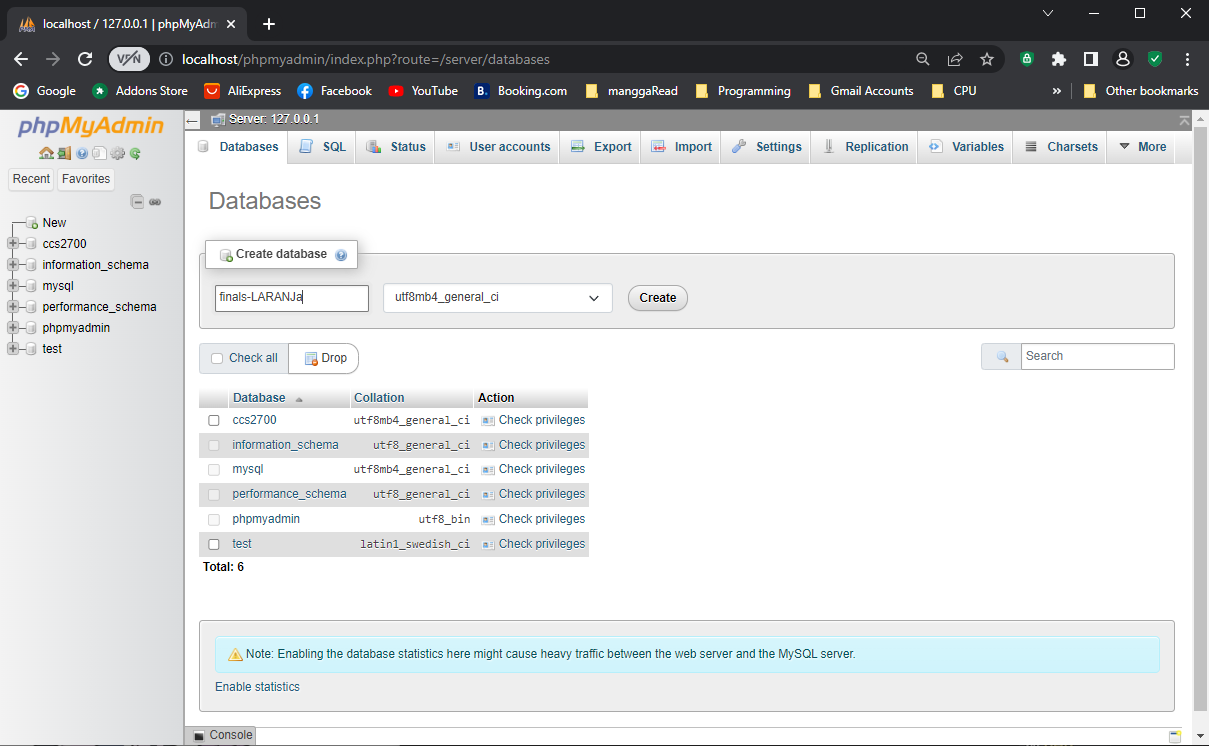 localhost / 127.0.0.1 | phpMyAdm
VPN
localhost/phpmyadmin/index.php?route=/server/databases
Google
Addons Store
AliExpress
Facebook
YouTube
B.
Booking.com
manggaRead
Programming
Gmail Accounts
CPU
»
Other bookmarks
phpMyAdmin
Recent
Favorites
New
ccs2700
information_schema
mysql
performance_schema
phpmyadmin
test
Server: 127.0.0.1
Databases
SQL
Status
User accounts
Export
Import
Settings
Replication
Variables
Charsets
More
Databases
Create database
finals-LARANJa
utf8mb4_general_ci
Create
Check all
Drop
Search
Database Collation Action
ccs2700 utf8mb4_general_ci Check privileges
information_schema utf8_general_ci Check privileges
mysql utf8mb4_general_ci Check privileges
performance_schema utf8_general_ci Check privileges
phpmyadmin utf8_bin Check privileges
test latin1_swedish_ci Check privileges
Total: 6
Note: Enabling the database statistics here might cause heavy traffic between the web server and the MySQL server.
Enable statistics
Console